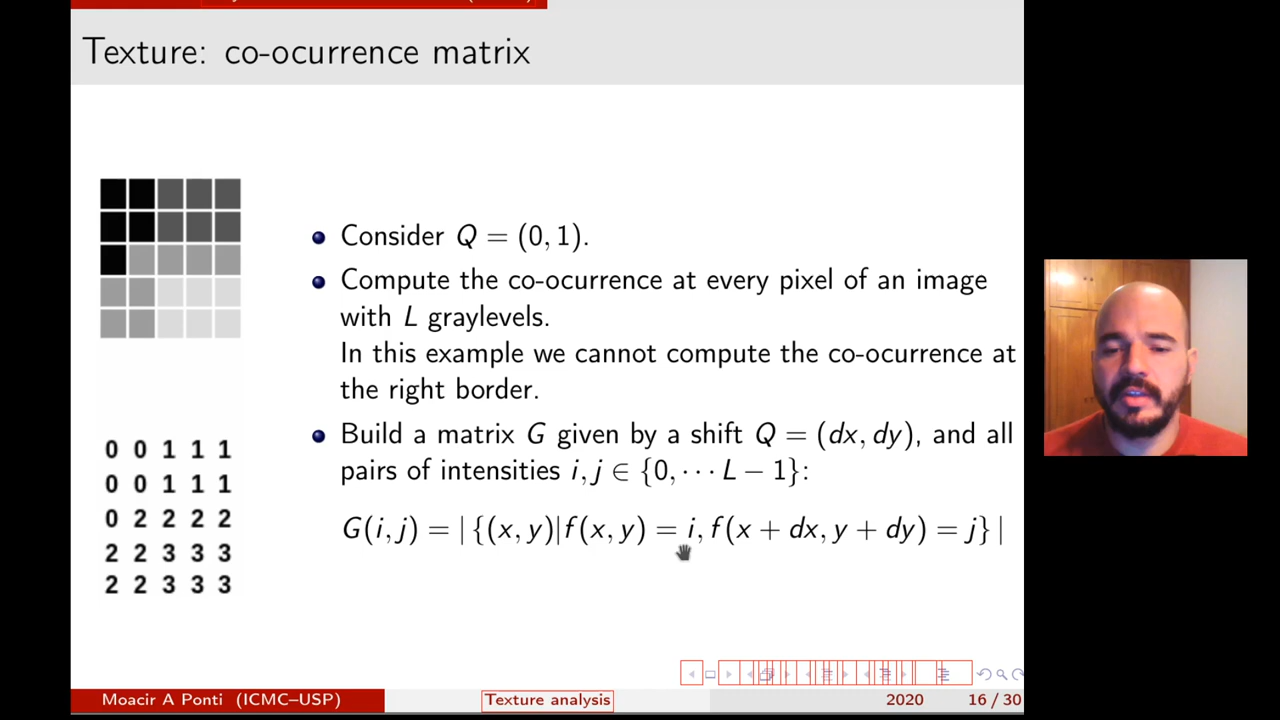 Texture: co-ocurrence matrix
Consider Q = (0, 1).
Compute the co-ocurrence at every pixel of an image
with L graylevels.
In this example we cannot compute the co-ocurrence at
the right border.
Build a matrix G given by a shift Q = (dx, dy), and all
pairs of intensities i, j ∈ {0, ··· L − 1}:
G(i, j) = | {(x, y)|f(x, y) = i, f(x + dx, y + dy) = j} |
0 0 1 1 1
0 0 1 1 1
0 2 2 2 2
2 2 3 3 3
2 2 3 3 3
Moacir A Ponti (ICMC–USP)
Texture analysis
2020
16 / 30